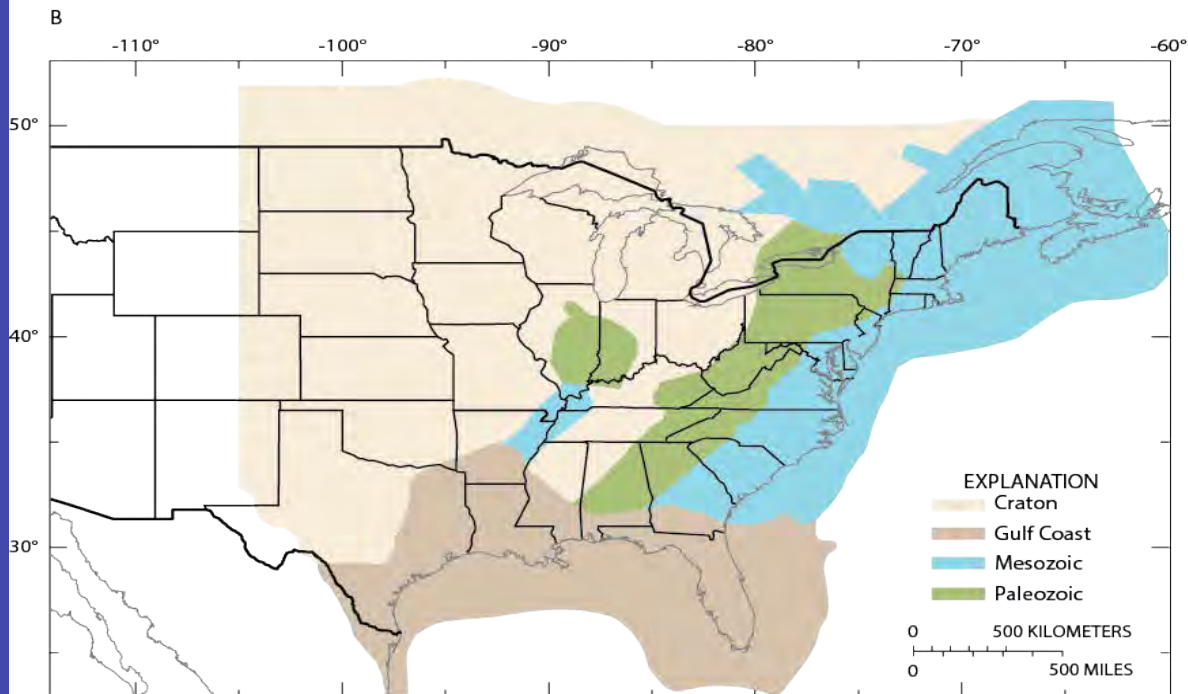 B
-110° -100° -90° -80° -70° -60°
50°
40°
30°
EXPLANATION
Craton
Gulf Coast
Mesozoic
Paleozoic
0 500 KILOMETERS
0 500 MILES